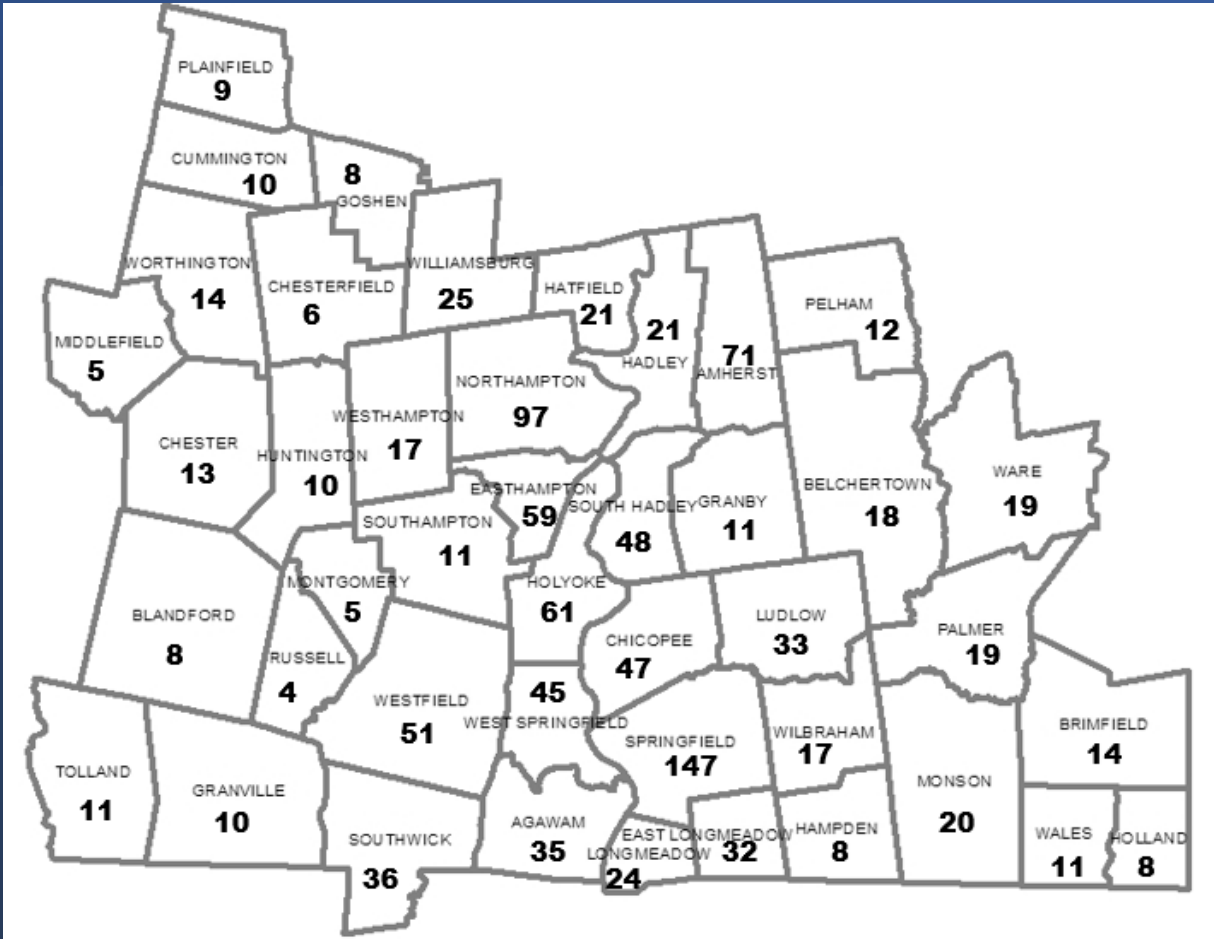 PLAINFIELD
9
CUMMINGTON
10
8
GOSHEN
WORTHINGTON
14
CHESTERFIELD
6
WILLIAMSBURG
25
HATFIELD
21
21
HADLEY
71
AMHERST
PELHAM
12
MIDDLEFIELD
5
NORTHAMPTON
97
WESTHAMPTON
17
CHESTER
13
HUNTINGTON
10
EASTHAMPTON
59
SOUTH HADLEY
48
GRANBY
11
BELCHERTOWN
18
WARE
19
SOUTHAMPTON
11
MONTGOMERY
5
HOLYOKE
61
BLANDFORD
8
RUSSELL
4
CHICOPEE
47
LUDLOW
33
PALMER
19
WESTFIELD
51
45
WEST SPRINGFIELD
SPRINGFIELD
147
WILBRAHAM
17
BRIMFIELD
14
TOLLAND
11
GRANVILLE
10
MONSON
20
SOUTHWICK
36
AGAWAM
35
EAST LONGMEADOW
32
LONGMEADOW
24
HAMPDEN
8
WALES
11
HOLLAND
8